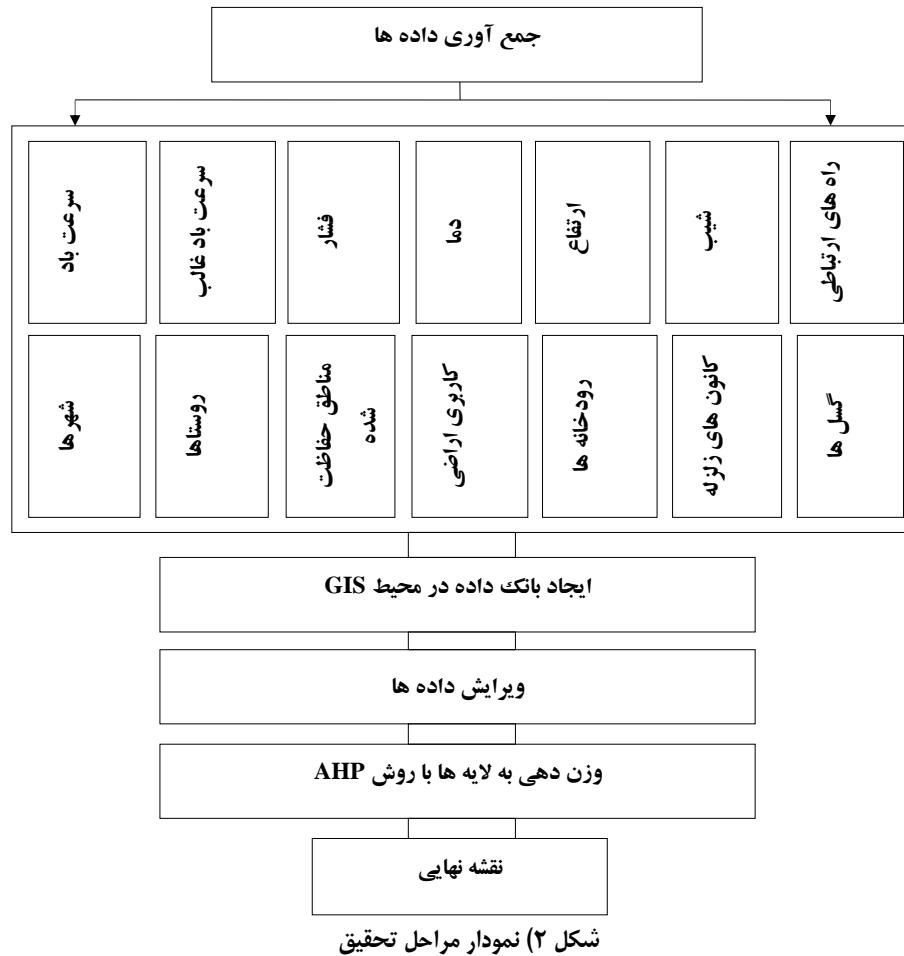 جمع آوری داده ها
راه های ارتباطی
شیب
ارتفاع
دما
فشار
سرعت باد غالب
سرعت باد
گسل ها
کانون های زلزله
رودخانه ها
کاربری اراضی
مناطق حفاظت
شده
روستاها
شهرها
ایجاد بانک داده در محیط GIS
ویرایش داده ها
وزن دهی به لایه ها با روش AHP
نقشه نهایی
شکل ۲) نمودار مراحل تحقیق